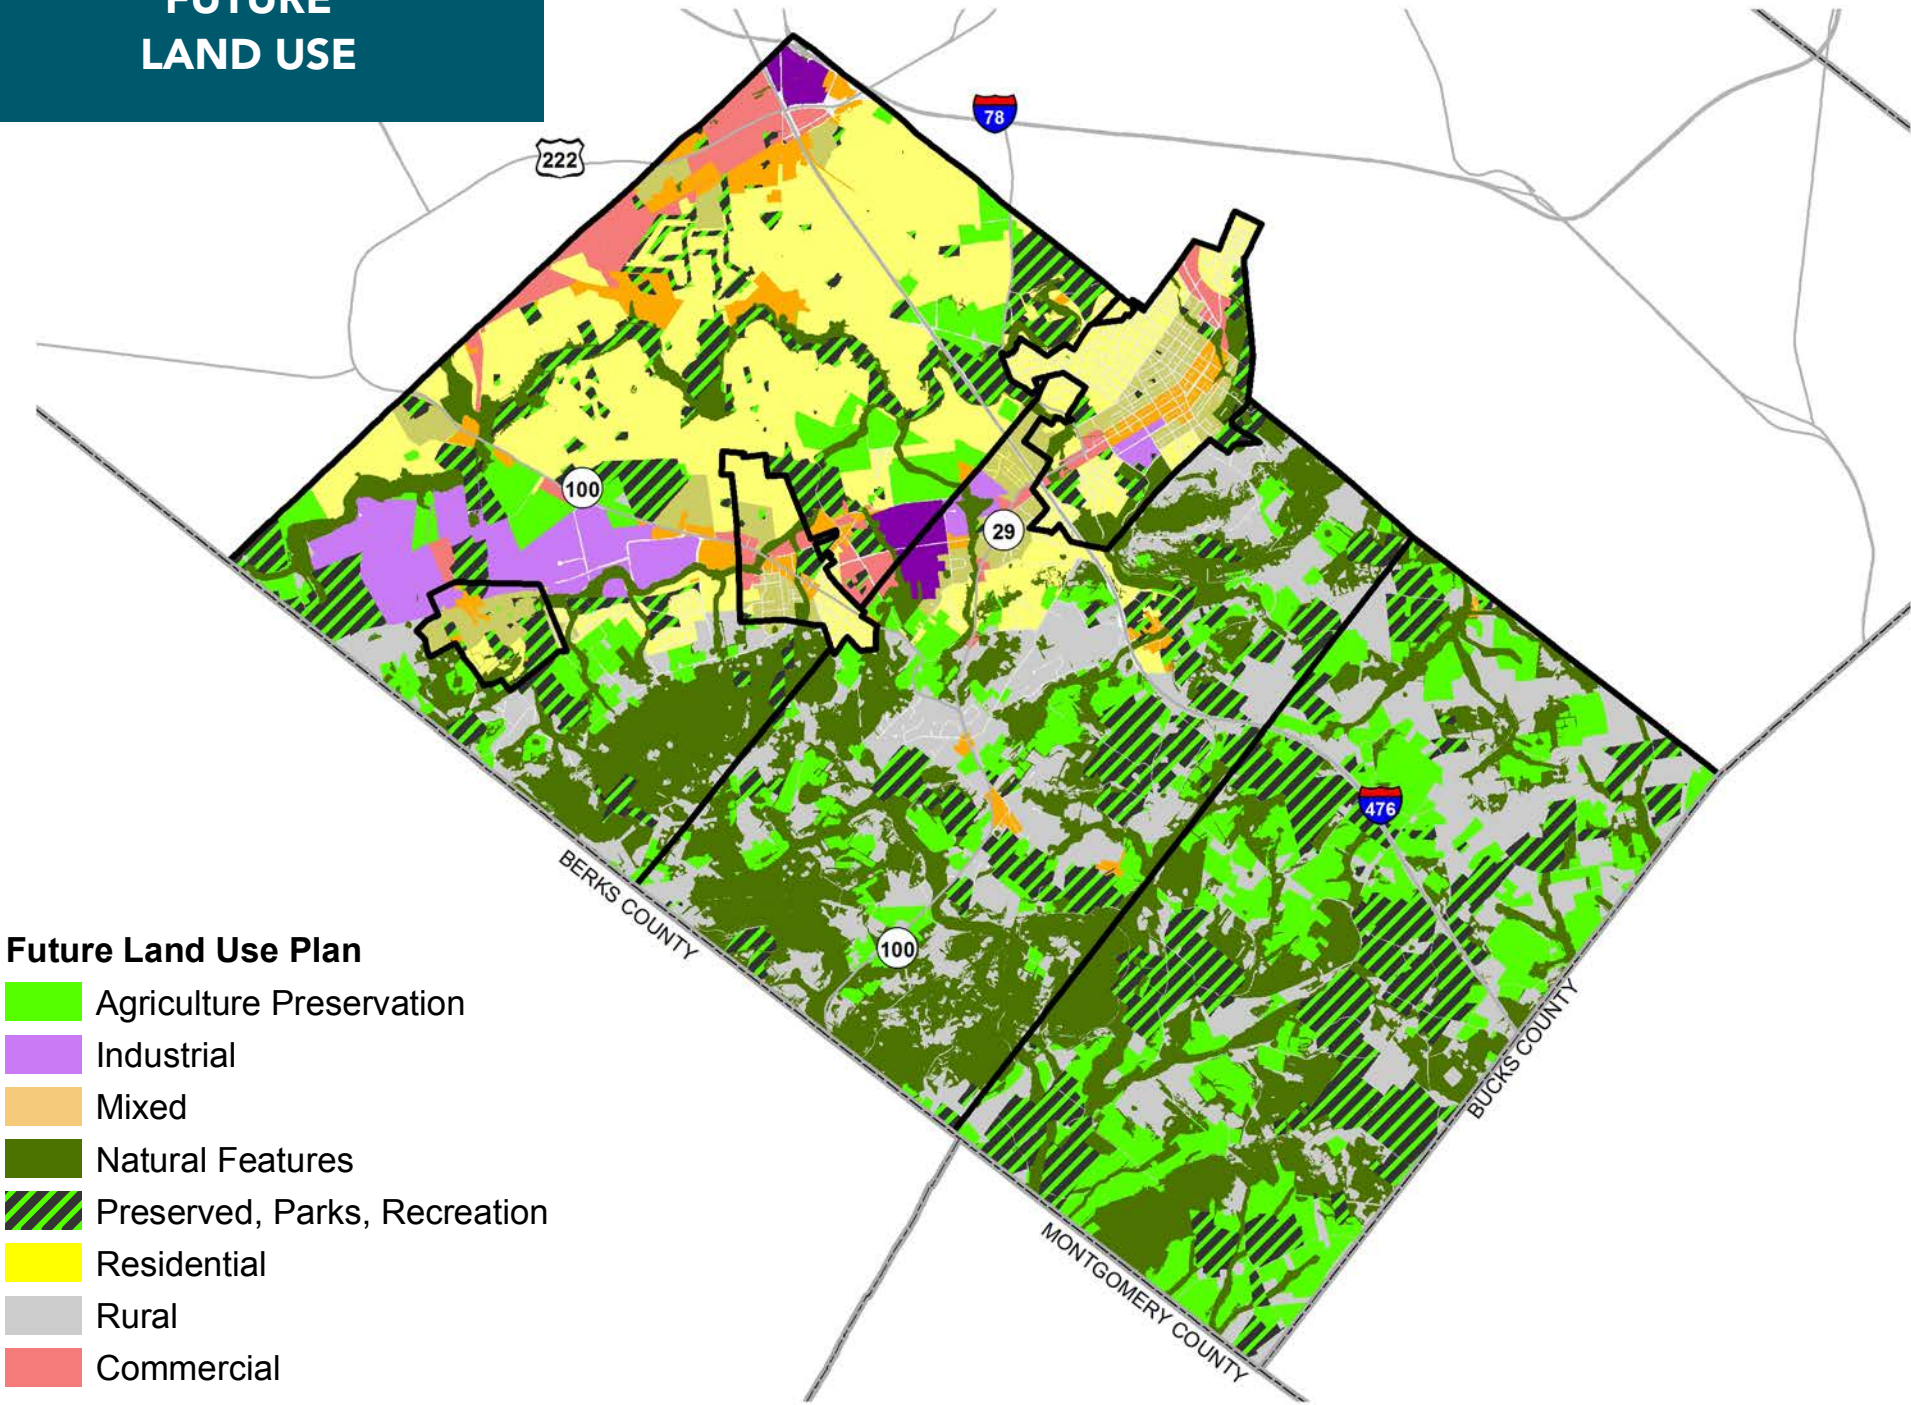 FUTURE
LAND USE
78
222
100
29
476
BERKS COUNTY
100
BUCKS COUNTY
MONTGOMERY COUNTY
Future Land Use Plan
Agriculture Preservation
Industrial
Mixed
Natural Features
Preserved, Parks, Recreation
Residential
Rural
Commercial